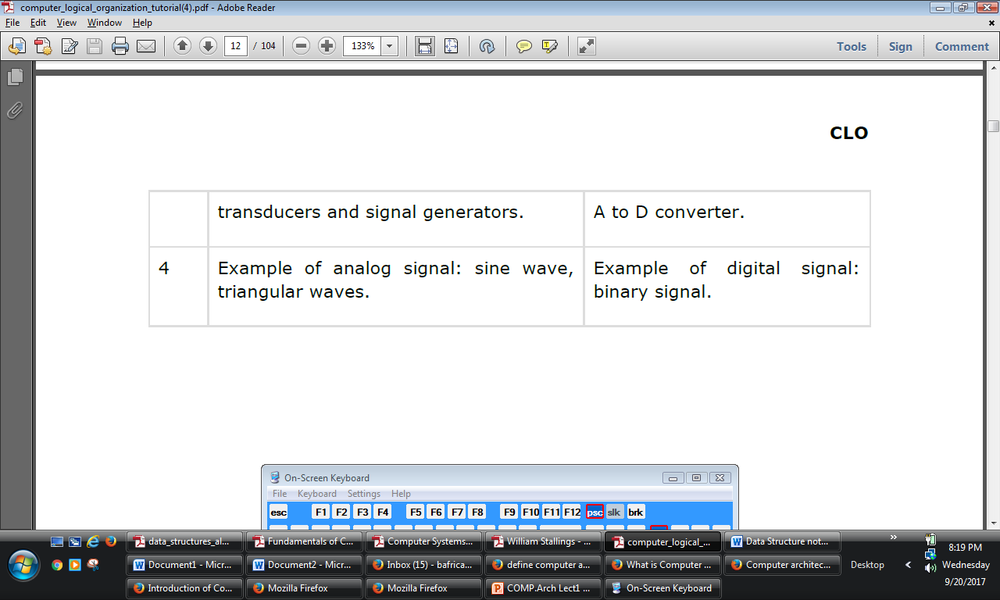 computer_logical_organization_tutorial(4).pdf - Adobe Reader
File Edit View Window Help
12 / 104 133% Tools Sign Comment
CLO
transducers and signal generators.
A to D converter.
4
Example of analog signal: sine wave,
triangular waves.
Example of digital signal:
binary signal.
On-Screen Keyboard
File Keyboard Settings Help
esc F1 F2 F3 F4 F5 F6 F7 F8 F9 F10 F11 F12 psc slk brk
data_structures_al... Fundamentals of C... Computer Systems... William Stallings - ... computer_logical_... Data Structure not...
Document1 - Micr... Document2 - Micr... Inbox (15) - bafrica... define computer a... What is Computer ... Computer architec...
Introduction of Co... Mozilla Firefox Mozilla Firefox COMP.Arch Lect1 ... On-Screen Keyboard
Desktop
8:19 PM
Wednesday
9/20/2017